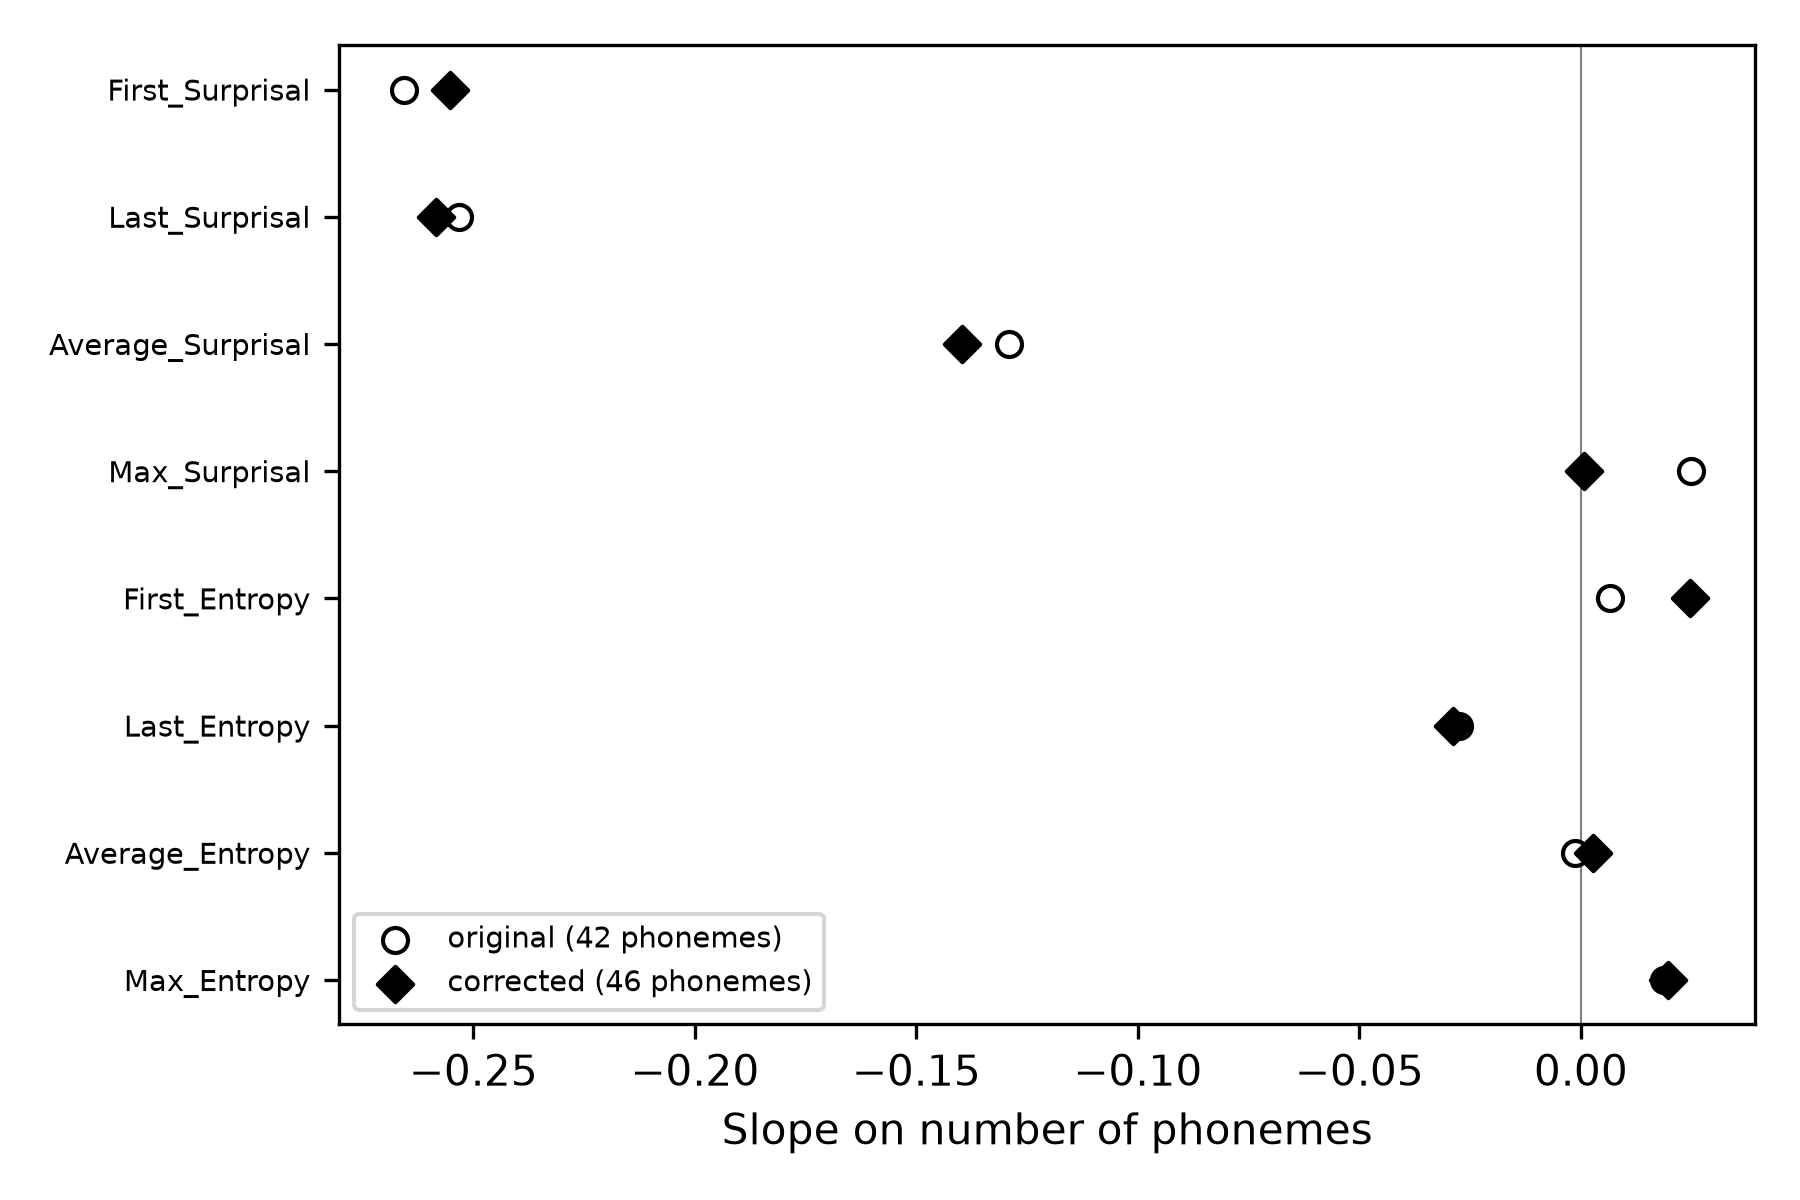 First_Surprisal
Last_Surprisal
Average_Surprisal
Max_Surprisal
First_Entropy
Last_Entropy
Average_Entropy
Max_Entropy
original (42 phonemes)
corrected (46 phonemes)
−0.25 −0.20 −0.15 −0.10 −0.05 0.00
Slope on number of phonemes